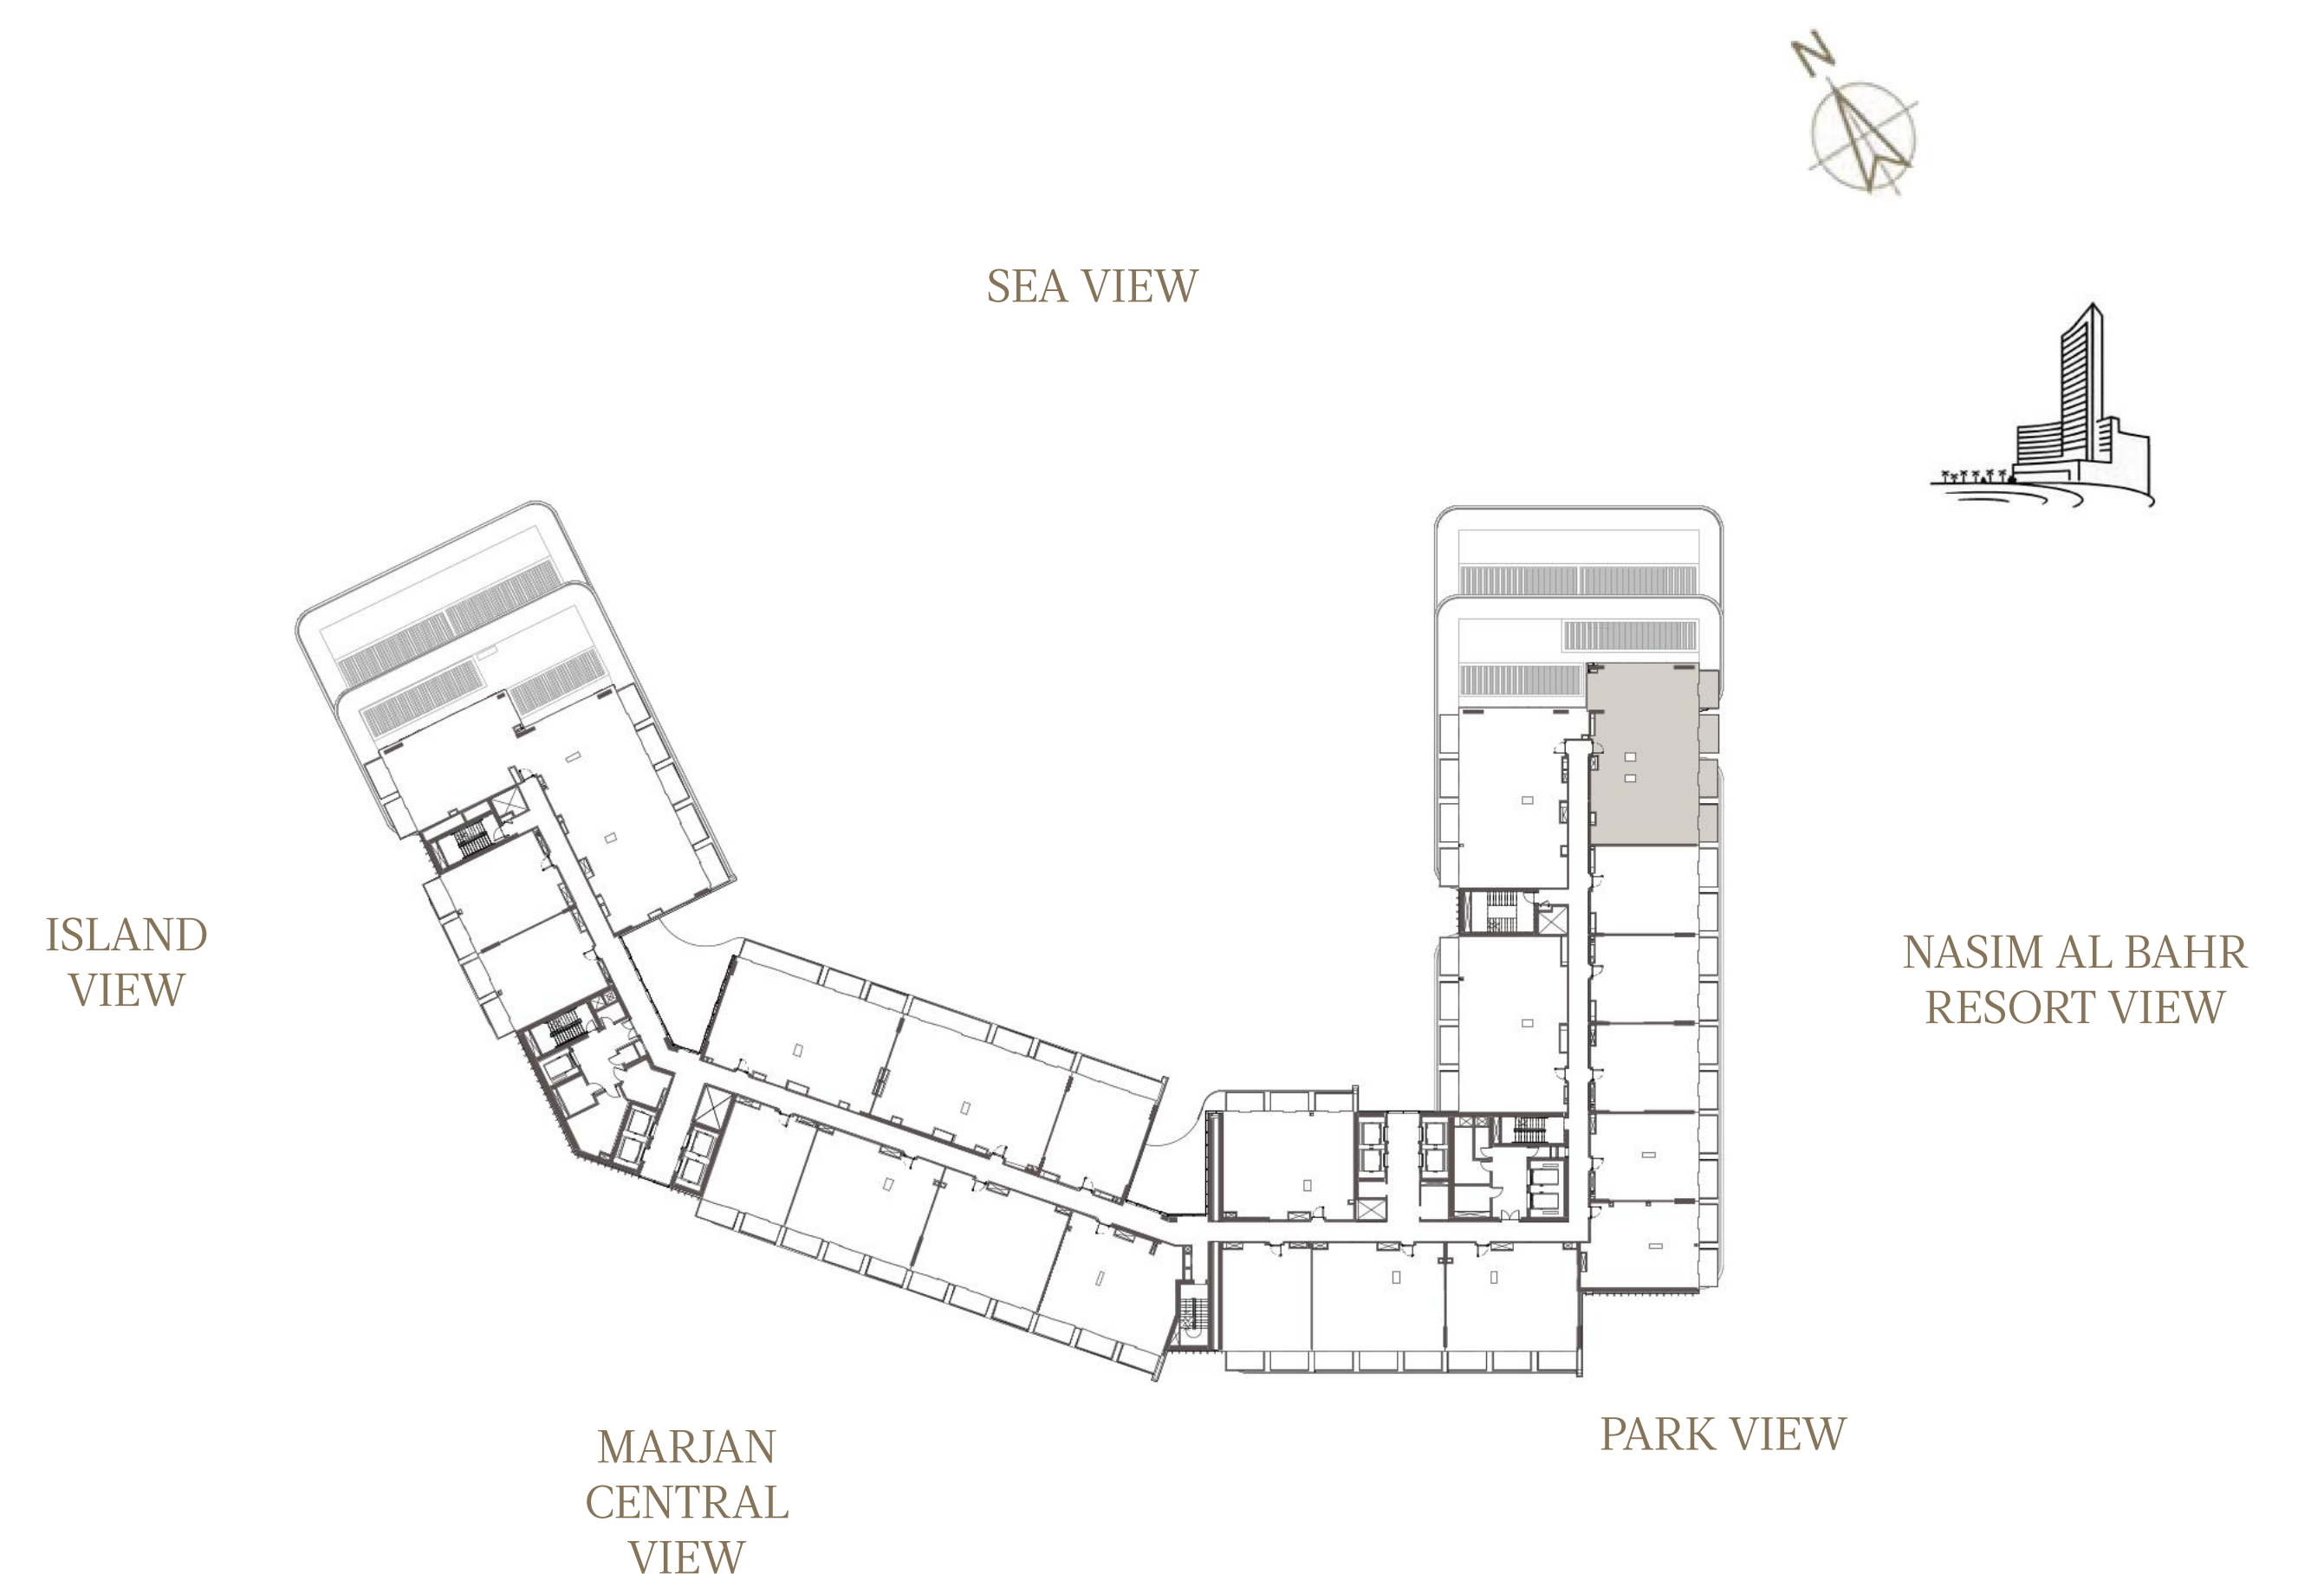 N
SEA VIEW
ISLAND
VIEW
NASIM AL BAHR
RESORT VIEW
PARK VIEW
MARJAN
CENTRAL
VIEW